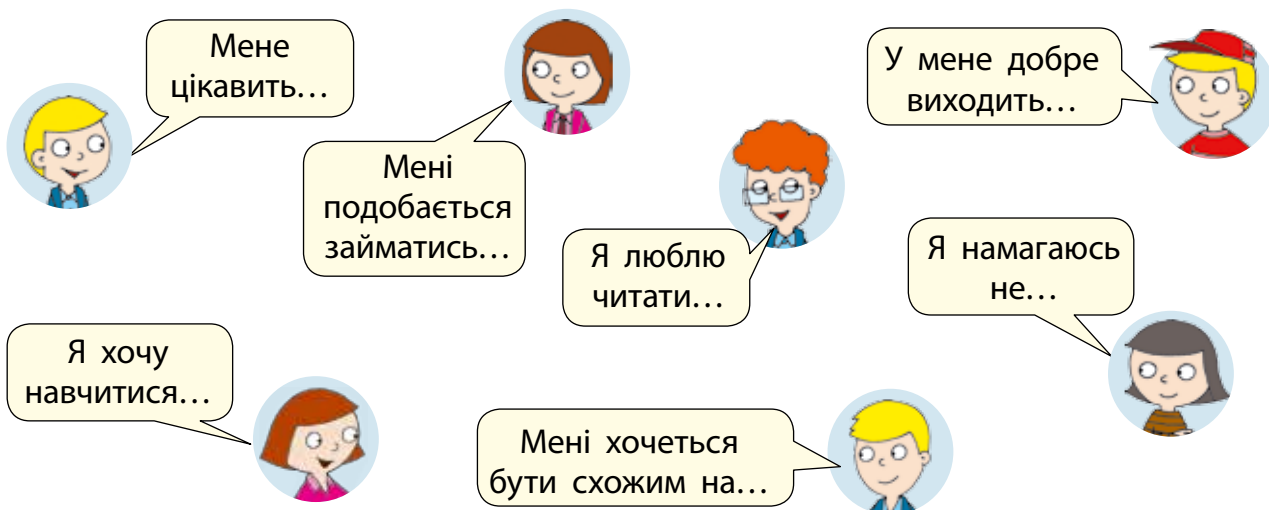 Мене
цікавить…
Мені
подобається
займатись…
Я люблю
читати…
У мене добре
виходить…
Я намагаюсь
не…
Я хочу
навчитися…
Мені хочеться
бути схожим на…